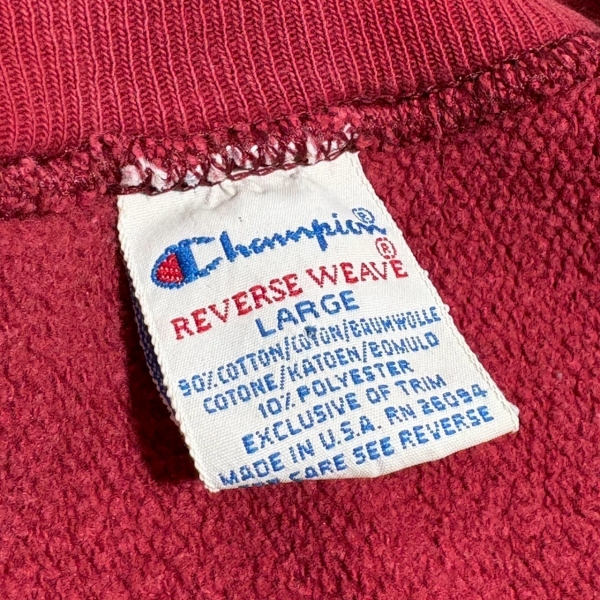 Champion®
REVERSE WEAVE®
LARGE
90% COTTON/COTON/BAUMWOLLE
COTONE/KATOEN/BOMULD
10% POLYESTER
EXCLUSIVE OF TRIM
MADE IN U.S.A. RN 26094
FOR CARE SEE REVERSE